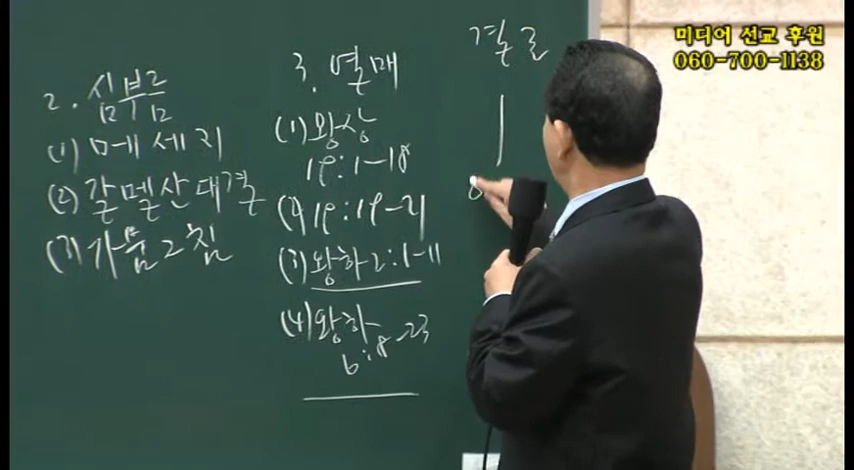 미디어 선교 후원
060-700-1138
2. 심부름
(1) 메세지
(2) 갈멜산 대결
(3) 가뭄 그침
3. 열매
(1) 왕상
19:1-18
(2) 19:19-21
(3) 왕하 2:1-11
(4) 왕하
6:8-23
결론